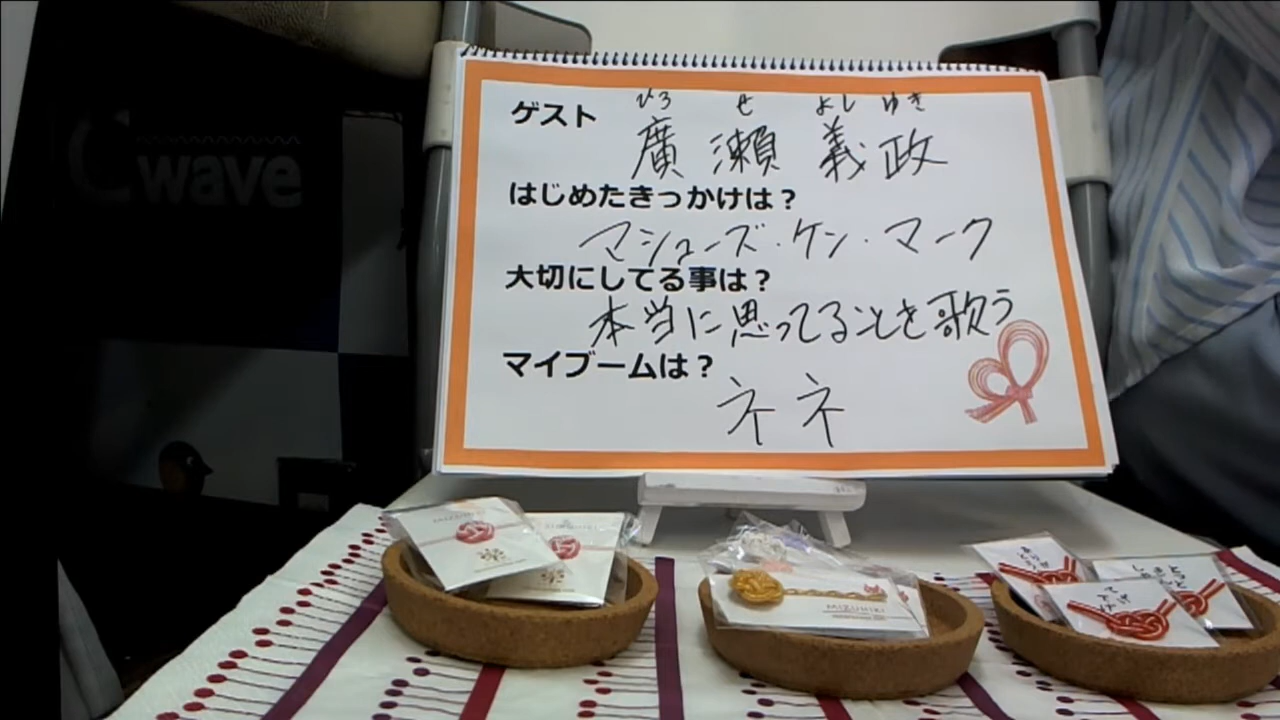 wave
ゲスト
ひろ せ よし ゆき
廣瀬 義政
はじめたきっかけは？
マシューズ・ケン・マーク
大切にしてる事は？
本当に思ってることを歌う
マイブームは？
ネネ
MIZUHIKI